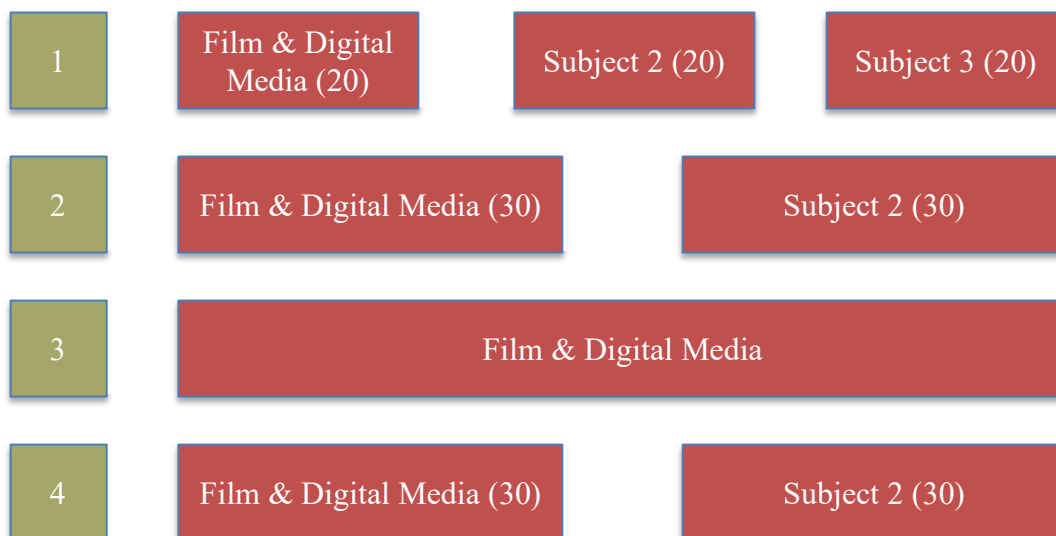 1
Film & Digital
Media (20)
Subject 2 (20)
Subject 3 (20)
2
Film & Digital Media (30)
Subject 2 (30)
3
Film & Digital Media
4
Film & Digital Media (30)
Subject 2 (30)